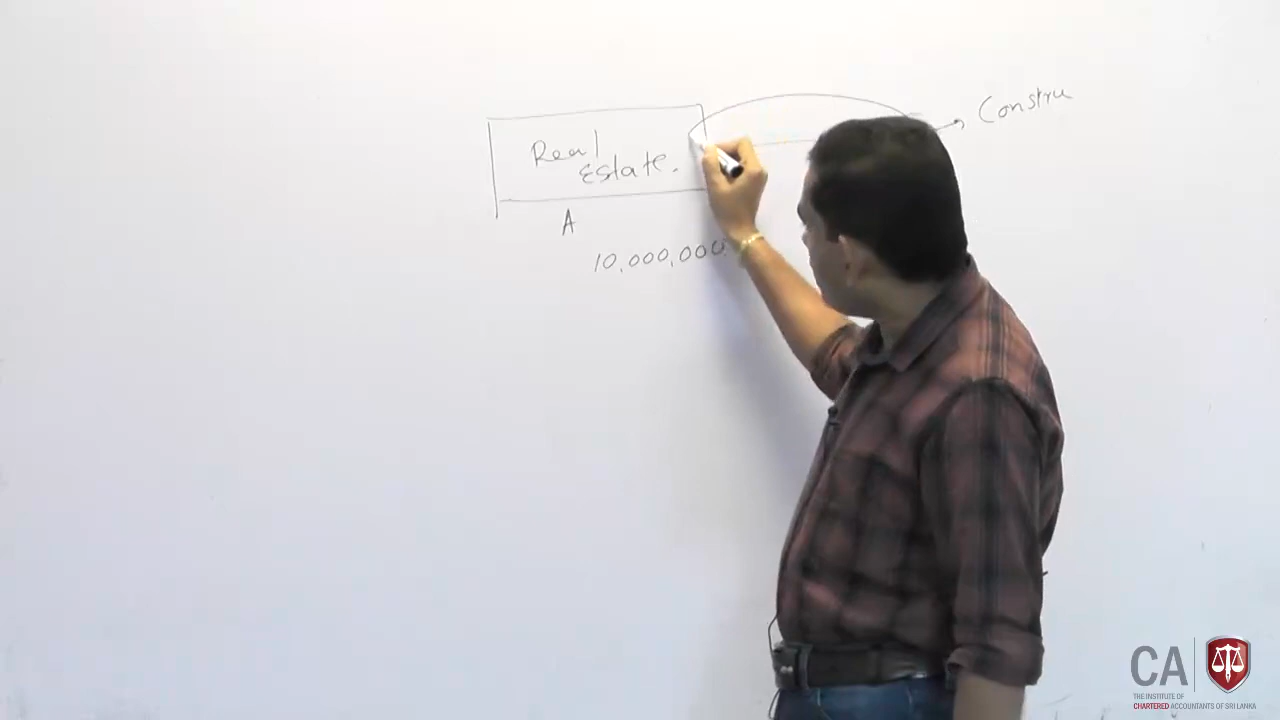 Real
Estate.
Constru
A
10,000,000
CA
THE INSTITUTE OF
CHARTERED ACCOUNTANTS OF SRI LANKA